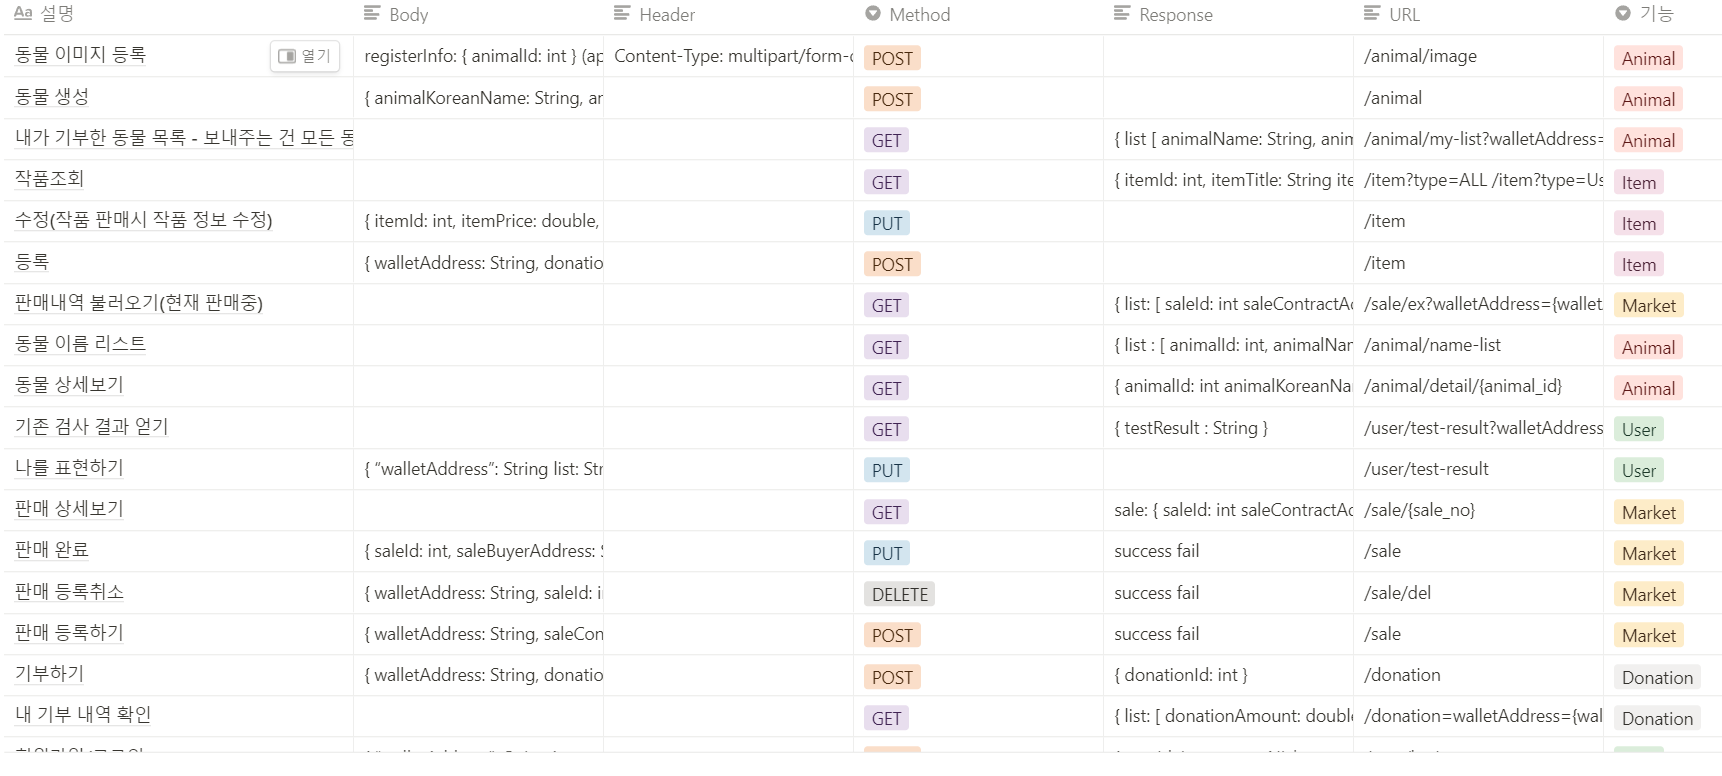 Aa 설명 Body Header Method Response URL 기능
동물 이미지 등록 열기 registerInfo: { animalId: int } (ap Content-Type: multipart/form- POST /animal/image Animal
동물 생성 { animalKoreanName: String, an POST /animal Animal
내가 기부한 동물 목록 - 보내주는 건 모든 동 GET { list [ animalName: String, anim /animal/my-list?walletAddress= Animal
작품조회 GET { itemId: int, itemTitle: String ite /item?type=ALL /item?type=Us Item
수정(작품 판매시 작품 정보 수정) { itemId: int, itemPrice: double, PUT /item Item
등록 { walletAddress: String, donatio POST /item Item
판매내역 불러오기(현재 판매중) GET { list: [ saleId: int saleContractAc /sale/ex?walletAddress={wallet Market
동물 이름 리스트 GET { list : [ animalId: int, animalNar /animal/name-list Animal
동물 상세보기 GET { animalId: int animalKoreanNa /animal/detail/{animal_id} Animal
기존 검사 결과 얻기 GET { testResult : String } /user/test-result?walletAddress User
나를 표현하기 { “walletAddress”: String list: Str PUT /user/test-result User
판매 상세보기 GET sale: { saleId: int saleContractAc /sale/{sale_no} Market
판매 완료 { saleId: int, saleBuyerAddress: S PUT success fail /sale Market
판매 등록취소 { walletAddress: String, saleId: i DELETE success fail /sale/del Market
판매 등록하기 { walletAddress: String, saleCon POST success fail /sale Market
기부하기 { walletAddress: String, donatio POST { donationId: int } /donation Donation
내 기부 내역 확인 GET { list: [ donationAmount: double /donation=walletAddress={wal Donation